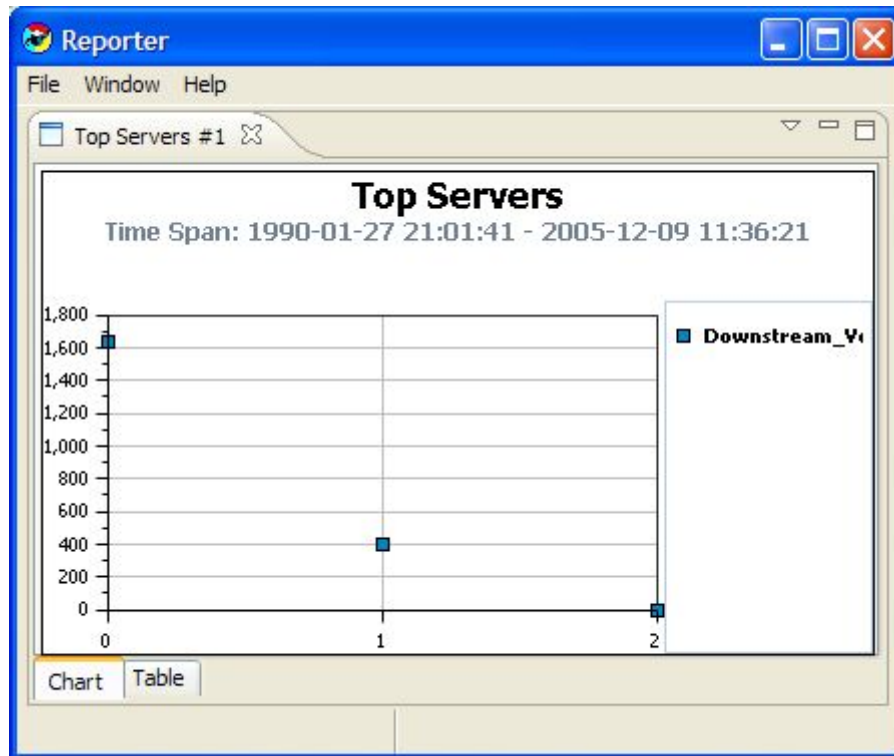 Reporter
File Window Help
Top Servers #1
Top Servers
Time Span: 1990-01-27 21:01:41 - 2005-12-09 11:36:21
1,800
1,600
1,400
1,200
1,000
800
600
400
200
0
0 1 2
Downstream_
Chart Table